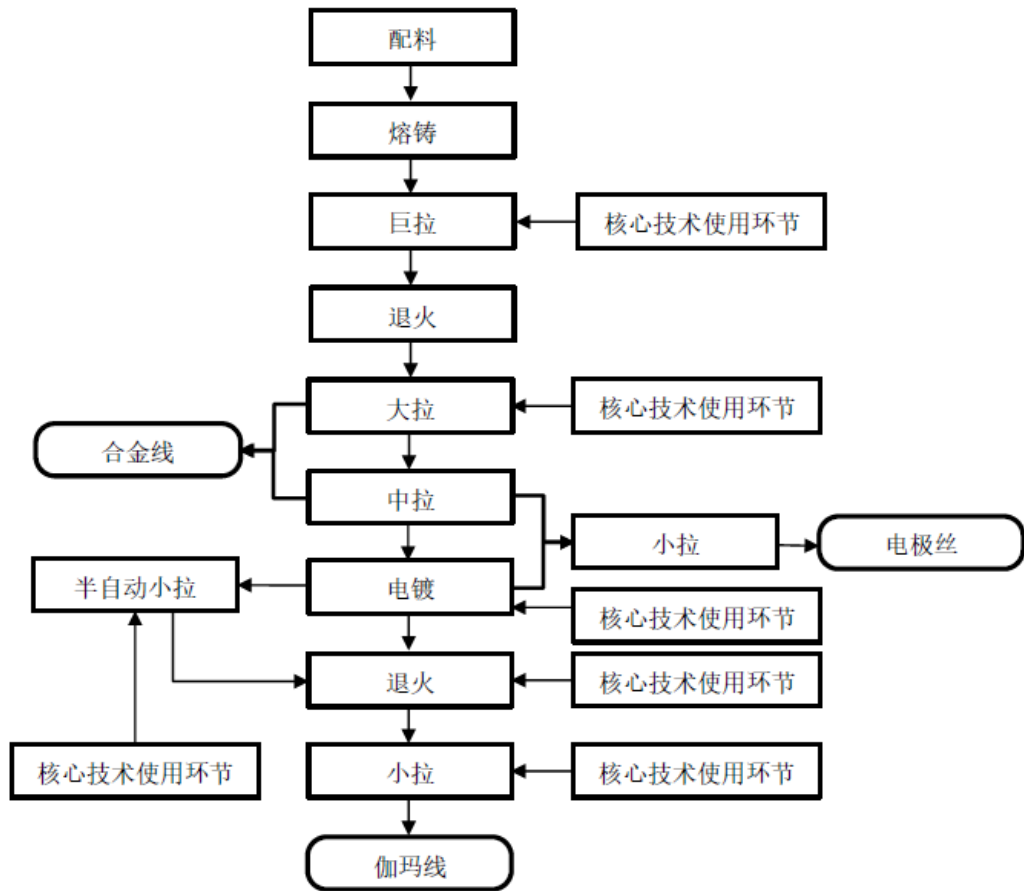 配料
熔铸
巨拉
核心技术使用环节
退火
大拉
核心技术使用环节
合金线
中拉
小拉
电极丝
半自动小拉
电镀
核心技术使用环节
退火
核心技术使用环节
核心技术使用环节
小拉
核心技术使用环节
伽玛线